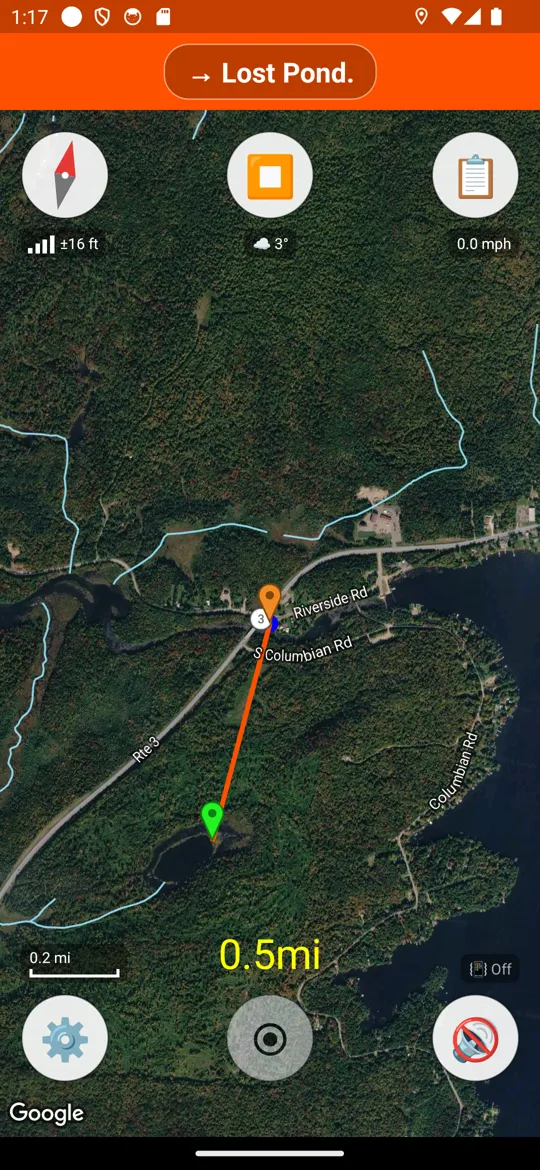 1:17
→ Lost Pond.
±16 ft
☁️ 3°
0.0 mph
Riverside Rd
3
S Columbian Rd
Rte 3
Columbian Rd
0.2 mi
0.5mi
Off
Google